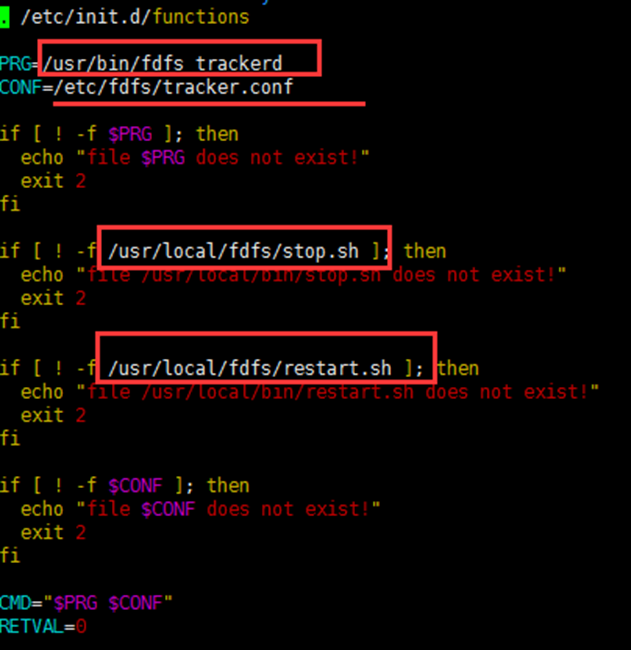 . /etc/init.d/functions
PRG=/usr/bin/fdfs_trackerd
CONF=/etc/fdfs/tracker.conf
if [ ! -f $PRG ]; then
echo "file $PRG does not exist!"
exit 2
fi
if [ ! -f /usr/local/fdfs/stop.sh ]; then
echo "file /usr/local/bin/stop.sh does not exist!"
exit 2
fi
if [ ! -f /usr/local/fdfs/restart.sh ]; then
echo "file /usr/local/bin/restart.sh does not exist!"
exit 2
fi
if [ ! -f $CONF ]; then
echo "file $CONF does not exist!"
exit 2
fi
CMD="$PRG $CONF"
RETVAL=0